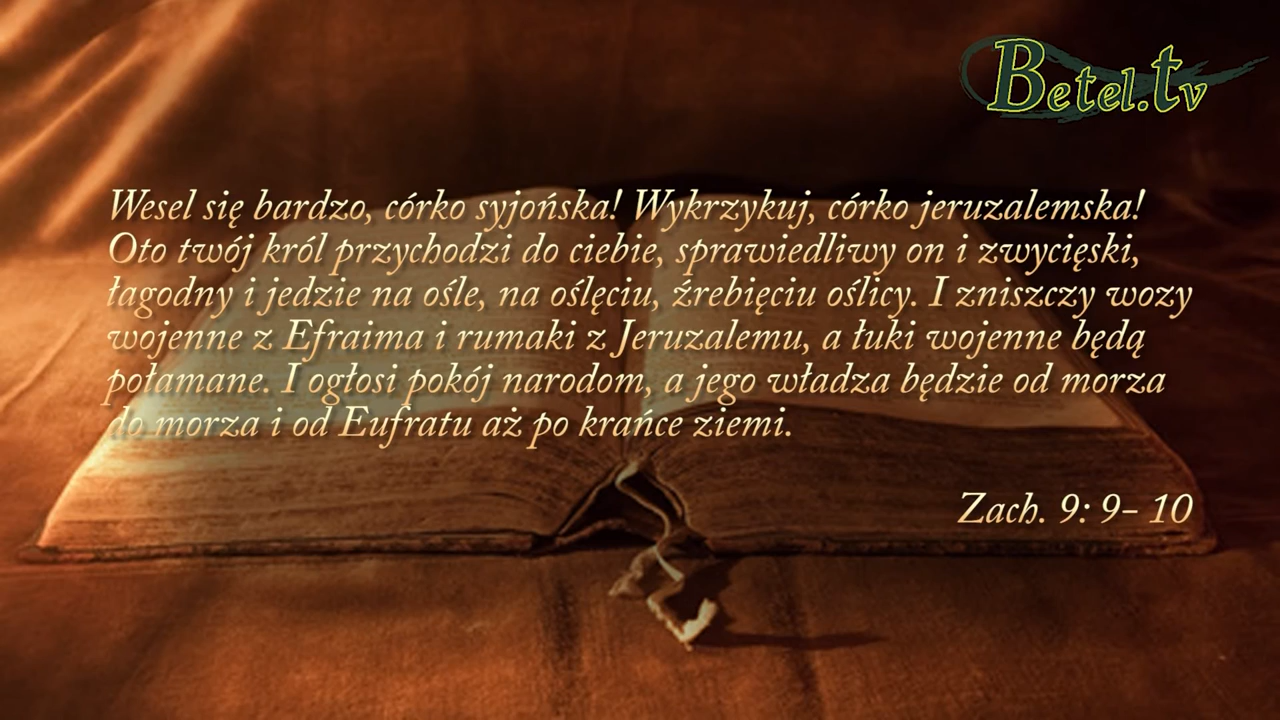 Betel.tv
Wesel się bardzo, córko syjońska! Wykrzykuj, córko jeruzalemska!
Oto twój król przychodzi do ciebie, sprawiedliwy on i zwycięski,
łagodny i jedzie na ośle, na oślęciu, źrebięciu oślicy. I zniszczy wozy
wojenne z Efraima i rumaki z Jeruzalemu, a łuki wojenne będą
połamane. I ogłosi pokój narodom, a jego władza będzie od morza
do morza i od Eufratu aż po krańce ziemi.
Zach. 9: 9– 10